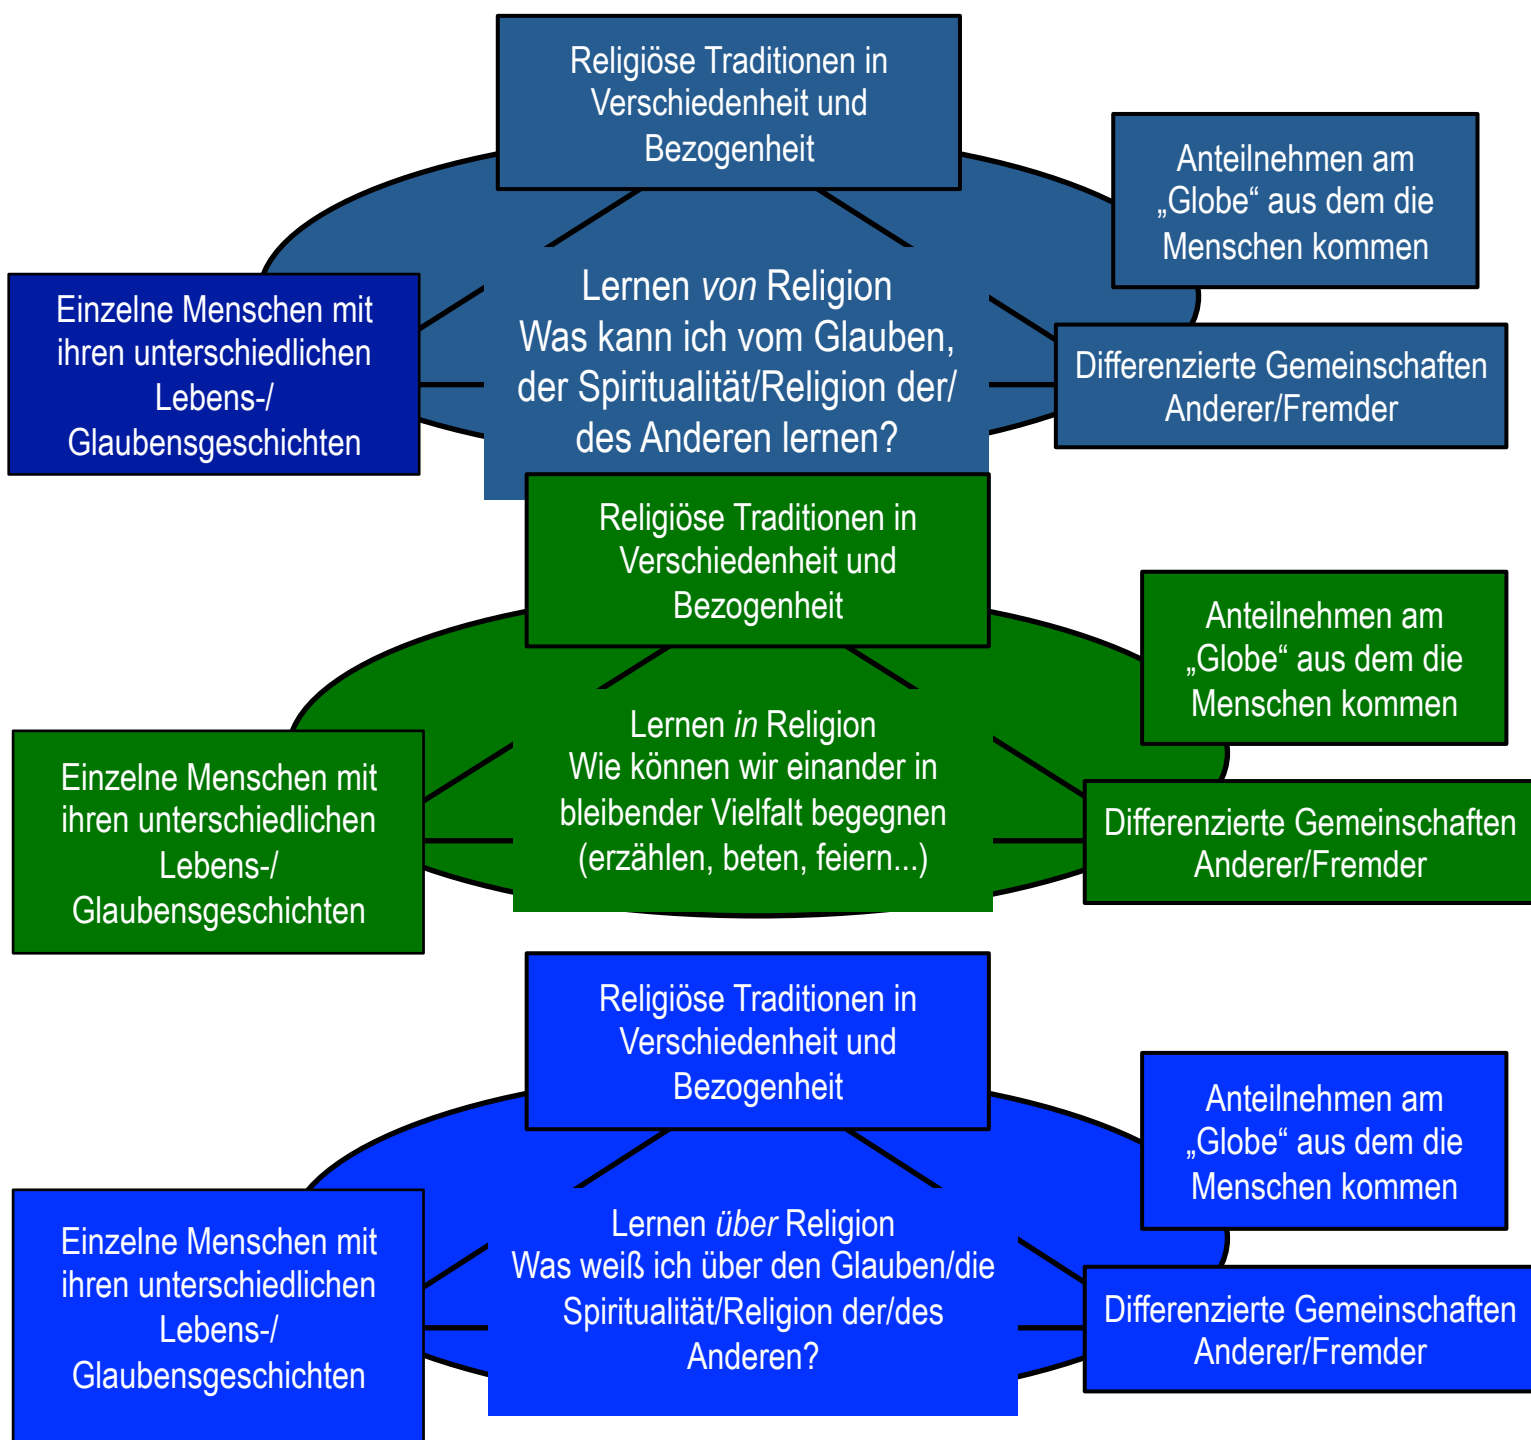 Religiöse Traditionen in
Verschiedenheit und
Bezogenheit
Anteilnehmen am
„Globe“ aus dem die
Menschen kommen
Einzelne Menschen mit
ihren unterschiedlichen
Lebens-/
Glaubensgeschichten
Lernen von Religion
Was kann ich vom Glauben,
der Spiritualität/Religion der/
des Anderen lernen?
Differenzierte Gemeinschaften
Anderer/Fremder
Religiöse Traditionen in
Verschiedenheit und
Bezogenheit
Anteilnehmen am
„Globe“ aus dem die
Menschen kommen
Einzelne Menschen mit
ihren unterschiedlichen
Lebens-/
Glaubensgeschichten
Lernen in Religion
Wie können wir einander in
bleibender Vielfalt begegnen
(erzählen, beten, feiern...)
Differenzierte Gemeinschaften
Anderer/Fremder
Religiöse Traditionen in
Verschiedenheit und
Bezogenheit
Anteilnehmen am
„Globe“ aus dem die
Menschen kommen
Einzelne Menschen mit
ihren unterschiedlichen
Lebens-/
Glaubensgeschichten
Lernen über Religion
Was weiß ich über den Glauben/die
Spiritualität/Religion der/des
Anderen?
Differenzierte Gemeinschaften
Anderer/Fremder